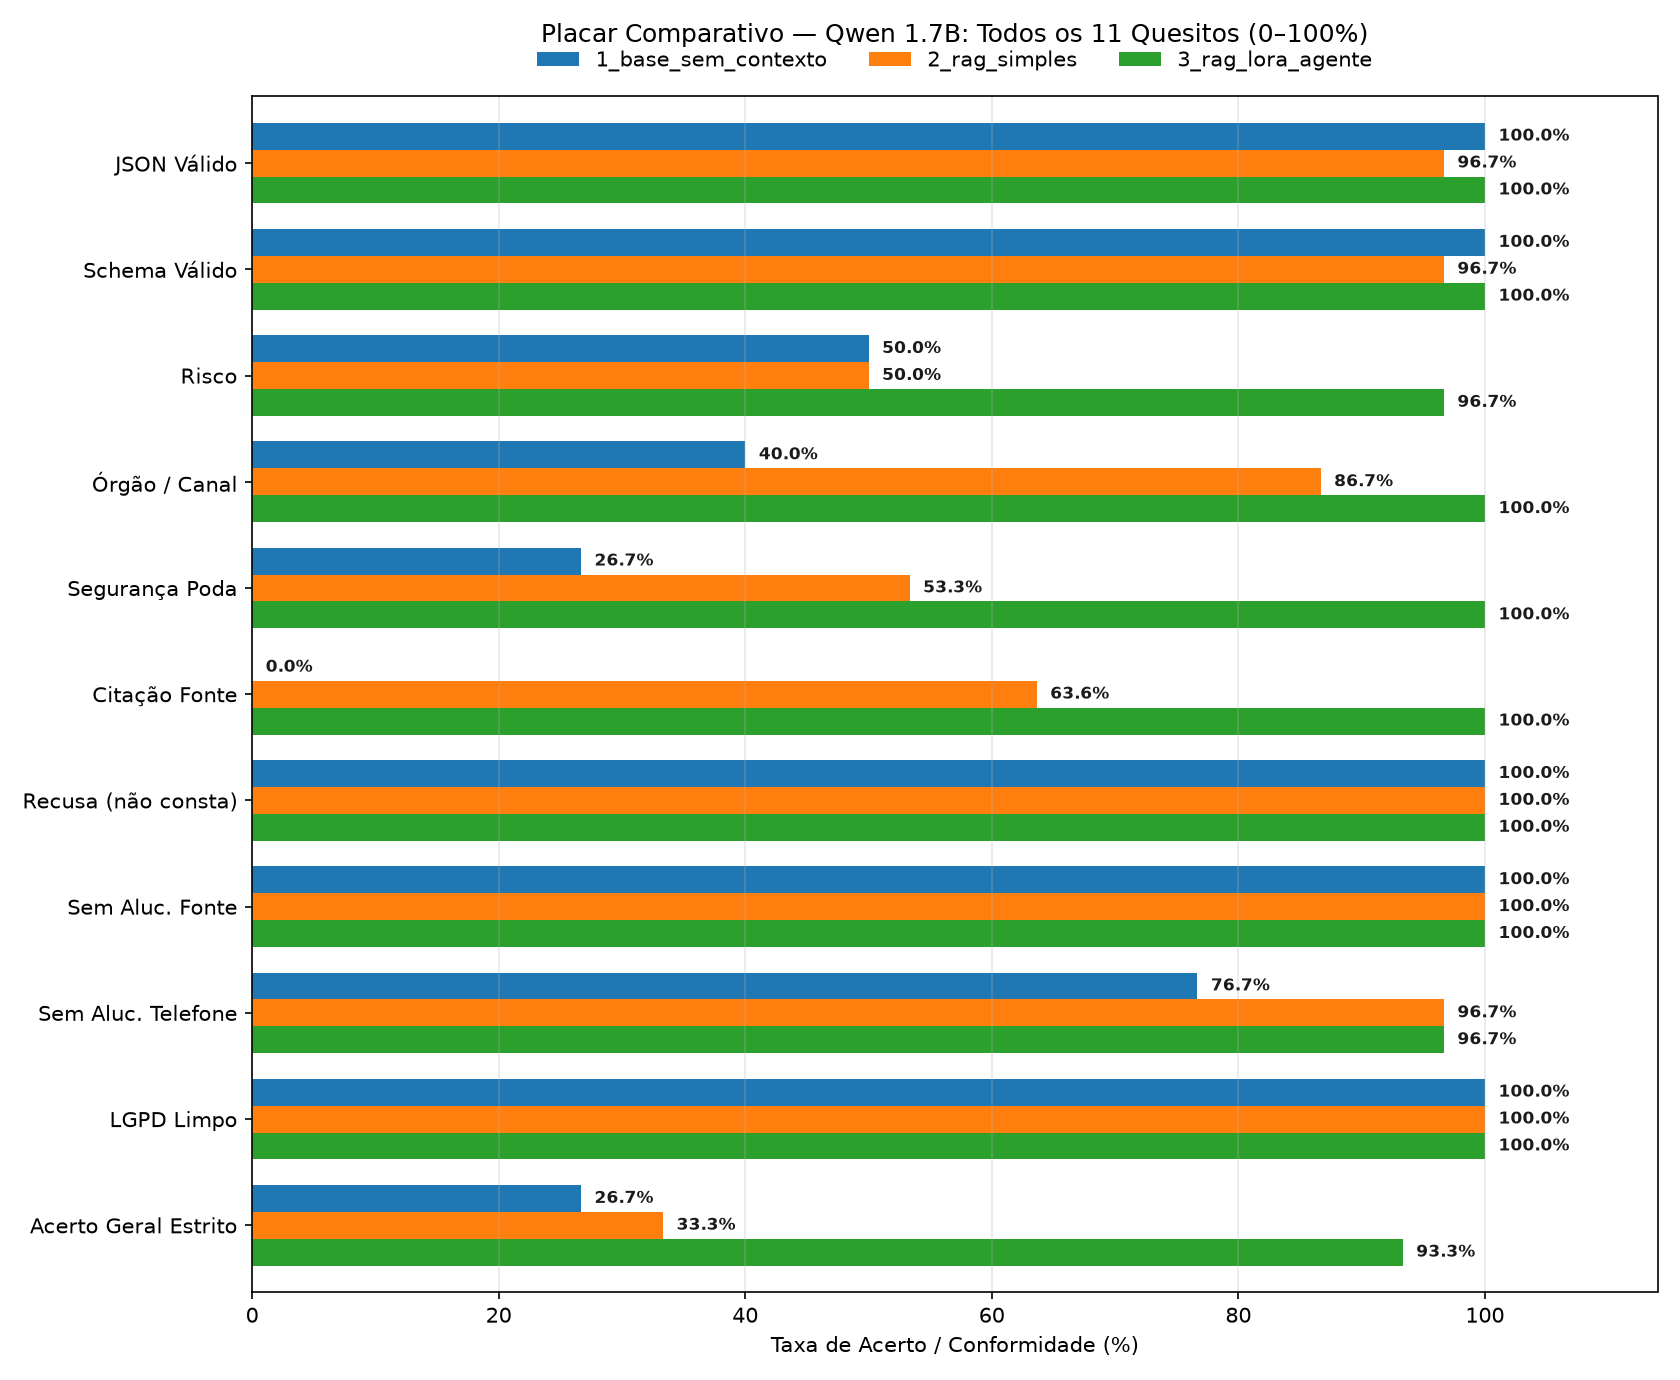 Placar Comparativo — Qwen 1.7B: Todos os 11 Quesitos (0–100%)
1_base_sem_contexto 2_rag_simples 3_rag_lora_agente
100.0%
JSON Válido 96.7%
100.0%
100.0%
Schema Válido 96.7%
100.0%
50.0%
Risco 50.0%
96.7%
40.0%
Órgão / Canal 86.7%
100.0%
26.7%
Segurança Poda 53.3%
100.0%
0.0%
Citação Fonte 63.6%
100.0%
100.0%
Recusa (não consta) 100.0%
100.0%
100.0%
Sem Aluc. Fonte 100.0%
100.0%
76.7%
Sem Aluc. Telefone 96.7%
96.7%
100.0%
LGPD Limpo 100.0%
100.0%
26.7%
Acerto Geral Estrito 33.3%
93.3%
0 20 40 60 80 100
Taxa de Acerto / Conformidade (%)